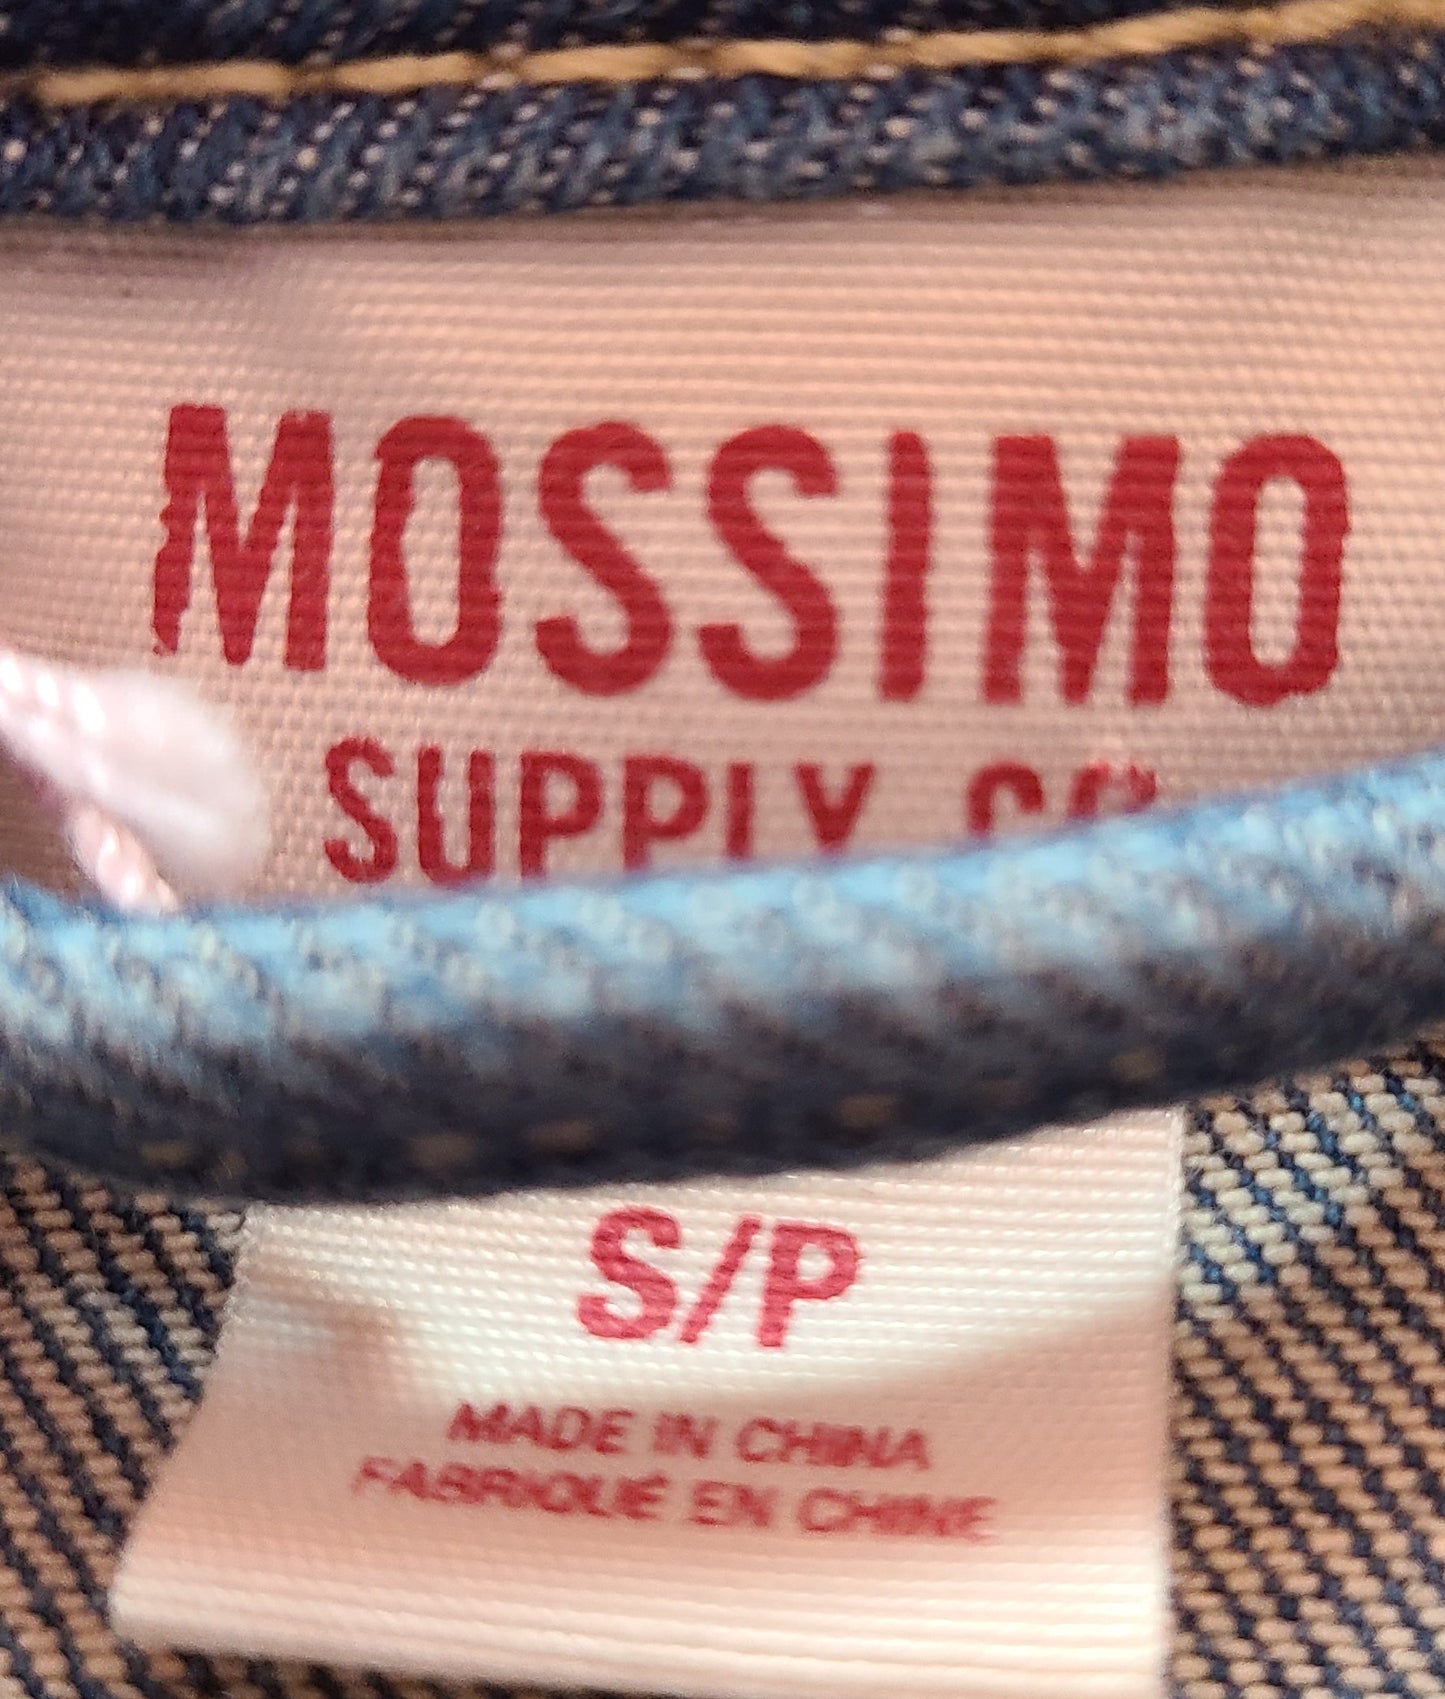 MOSSIMO
SUPPLY CO
S/P
MADE IN CHINA
FABRIQUÉ EN CHINE